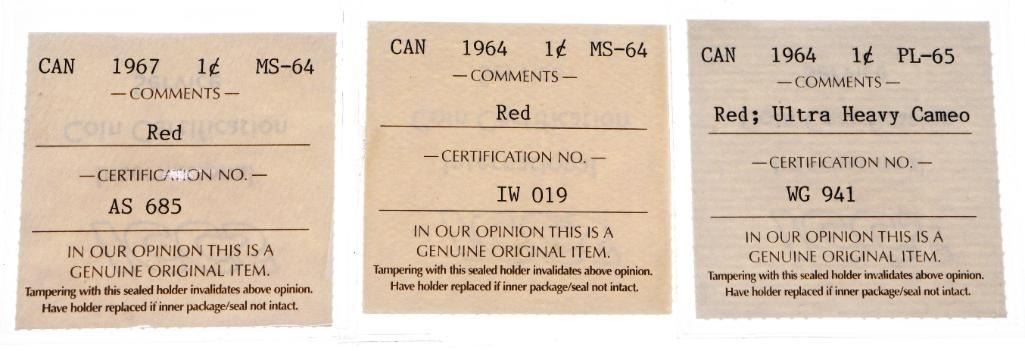 CAN 1967 1¢ MS-64
— COMMENTS —
Red
— CERTIFICATION NO. —
AS 685
IN OUR OPINION THIS IS A
GENUINE ORIGINAL ITEM.
Tampering with this sealed holder invalidates above opinion.
Have holder replaced if inner package/seal not intact.
CAN 1964 1¢ MS-64
— COMMENTS —
Red
— CERTIFICATION NO. —
IW 019
IN OUR OPINION THIS IS A
GENUINE ORIGINAL ITEM.
Tampering with this sealed holder invalidates above opinion.
Have holder replaced if inner package/seal not intact.
CAN 1964 1¢ PL-65
— COMMENTS —
Red; Ultra Heavy Cameo
— CERTIFICATION NO. —
WG 941
IN OUR OPINION THIS IS A
GENUINE ORIGINAL ITEM.
Tampering with this sealed holder invalidates above opinion.
Have holder replaced if inner package/seal not intact.